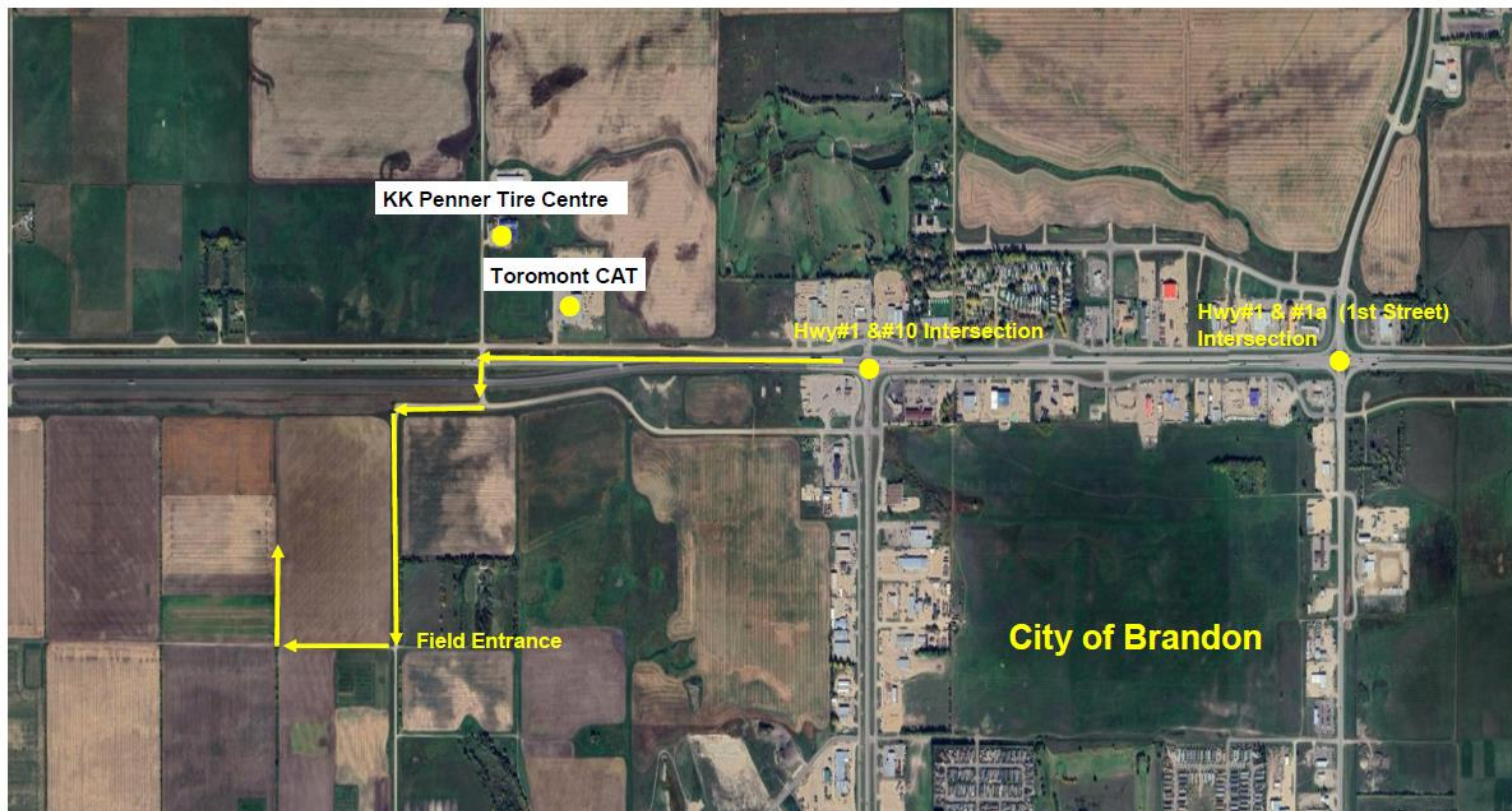 KK Penner Tire Centre
Toromont CAT
Hwy#1 &#10 Intersection
Hwy#1 & #1a (1st Street)
Intersection
Field Entrance
City of Brandon